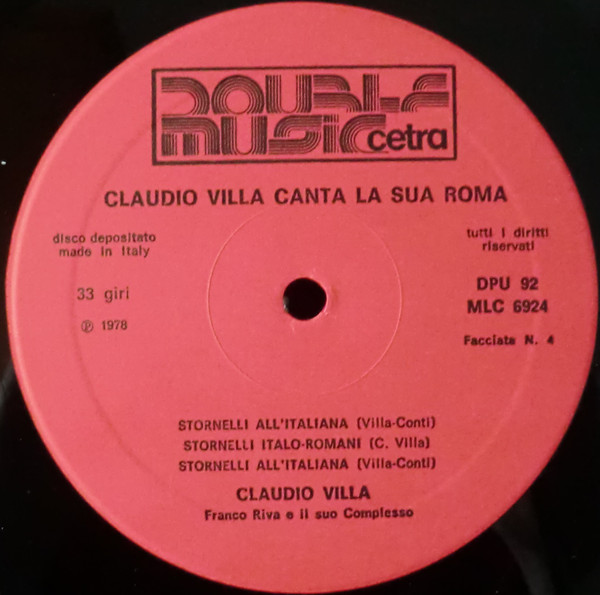 DOUBLE
MUSIC cetra
CLAUDIO VILLA CANTA LA SUA ROMA
disco depositato
made in Italy
33 giri
℗ 1978
tutti i diritti
riservati
DPU 92
MLC 6924
Facciata N. 4
STORNELLI ALL'ITALIANA (Villa-Conti)
STORNELLI ITALO-ROMANI (C. Villa)
STORNELLI ALL'ITALIANA (Villa-Conti)
CLAUDIO VILLA
Franco Riva e il suo Complesso